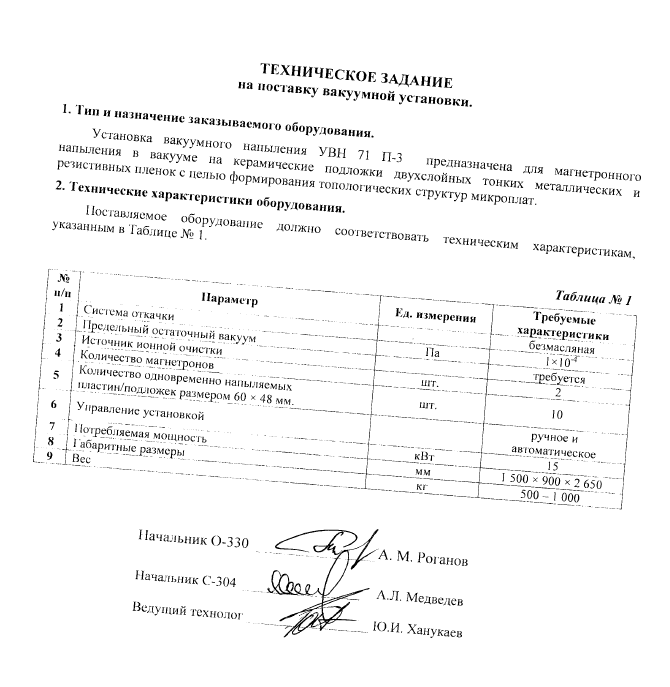 ТЕХНИЧЕСКОЕ ЗАДАНИЕ
на поставку вакуумной установки.
1. Тип и назначение заказываемого оборудования.
Установка вакуумного напыления УВН 71 П-3 предназначена для магнетронного
напыления в вакууме на керамические подложки двухслойных тонких металлических и
резистивных пленок с целью формирования топологических структур микроплат.
2. Технические характеристики оборудования.
Поставляемое оборудование должно соответствовать техническим характеристикам,
указанным в Таблице № 1.
Таблица № 1
№ п/п Параметр Ед. измерения Требуемые характеристики
1 Система откачки безмасляная
2 Предельный остаточный вакуум Па 1×10⁻⁴
3 Источник ионной очистки требуется
4 Количество магнетронов шт. 2
5 Количество одновременно напыляемых
пластин/подложек размером 60 × 48 мм. шт. 10
6 Управление установкой ручное и
автоматическое
7 Потребляемая мощность кВт 15
8 Габаритные размеры мм 1 500 × 900 × 2 650
9 Вес кг 500 – 1 000
Начальник О-330 А. М. Роганов
Начальник С-304 А.Л. Медведев
Ведущий технолог Ю.И. Ханукаев